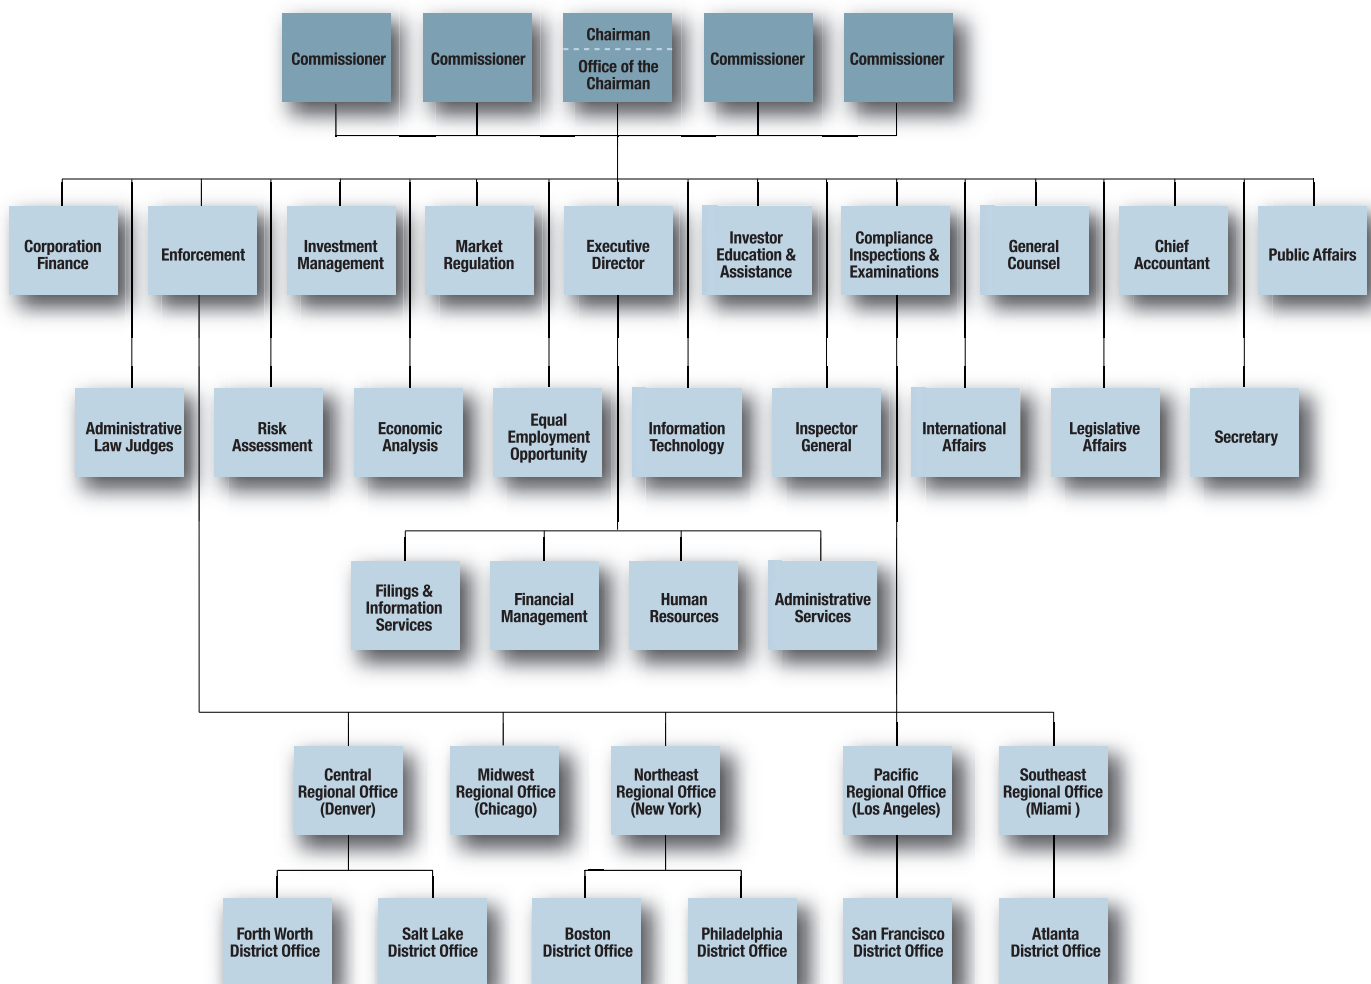 Commissioner
Commissioner
Chairman
Office of the
Chairman
Commissioner
Commissioner
Corporation
Finance
Enforcement
Investment
Management
Market
Regulation
Executive
Director
Investor
Education &
Assistance
Compliance
Inspections &
Examinations
General
Counsel
Chief
Accountant
Public Affairs
Administrative
Law Judges
Risk
Assessment
Economic
Analysis
Equal
Employment
Opportunity
Information
Technology
Inspector
General
International
Affairs
Legislative
Affairs
Secretary
Filings &
Information
Services
Financial
Management
Human
Resources
Administrative
Services
Central
Regional Office
(Denver)
Midwest
Regional Office
(Chicago)
Northeast
Regional Office
(New York)
Pacific
Regional Office
(Los Angeles)
Southeast
Regional Office
(Miami )
Forth Worth
District Office
Salt Lake
District Office
Boston
District Office
Philadelphia
District Office
San Francisco
District Office
Atlanta
District Office